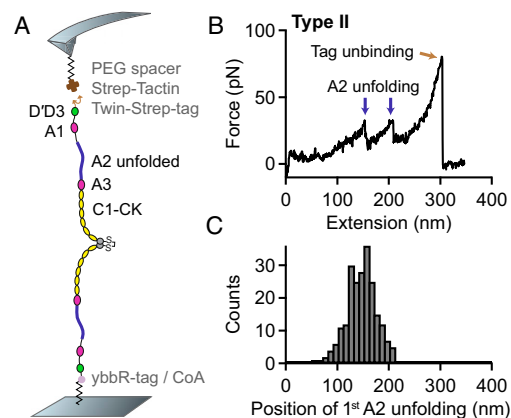 A
PEG spacer
Strep-Tactin
Twin-Strep-tag
D'D3
A1
A2 unfolded
A3
C1-CK
S
S
ybbR-tag / CoA
B
Type II
Tag unbinding
A2 unfolding
Force (pN)
100
50
0
0 100 200 300 400
Extension (nm)
C
Counts
30
20
10
0
0 100 200 300 400
Position of 1st A2 unfolding (nm)